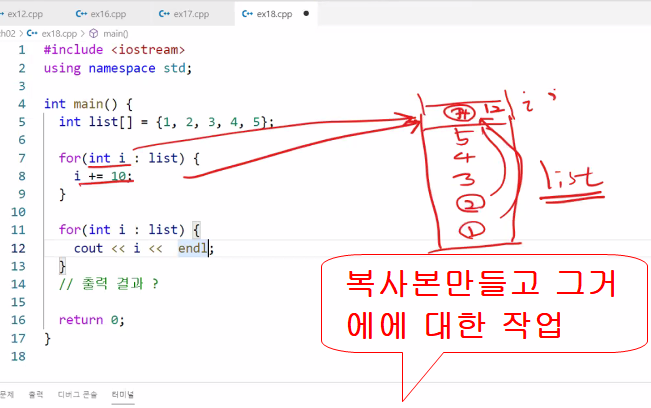 ex12.cpp ex16.cpp ex17.cpp ex18.cpp
ch02 > ex18.cpp > main()
1 #include <iostream>
2 using namespace std;
3
4 int main() {
5 int list[] = {1, 2, 3, 4, 5};
6
7 for(int i : list) {
8 i += 10;
9 }
10
11 for(int i : list) {
12 cout << i << endl;
13 }
14 // 출력 결과 ?
15
16 return 0;
17 }
18
12 i
5
4
3
2
1
list
복사본만들고 그거
에에 대한 작업
문제 출력 디버그 콘솔 터미널